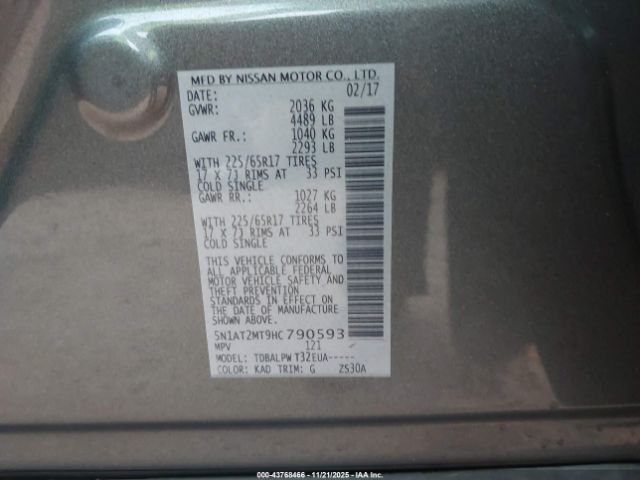 MFD BY NISSAN MOTOR CO., LTD.
DATE: 02/17
GVWR: 2036 KG
4489 LB
GAWR FR.: 1040 KG
2293 LB
WITH 225/65R17 TIRES
17 X 7J RIMS AT 33 PSI
COLD SINGLE
GAWR RR.: 1027 KG
2264 LB
WITH 225/65R17 TIRES
17 X 7J RIMS AT 33 PSI
COLD SINGLE
THIS VEHICLE CONFORMS TO
ALL APPLICABLE FEDERAL
MOTOR VEHICLE SAFETY AND
THEFT PREVENTION
STANDARDS IN EFFECT ON THE
DATE OF MANUFACTURE
SHOWN ABOVE.
5N1AT2MT9HC790593
MPV 121
MODEL: TDBALPW T32EUA-----
COLOR: KAD TRIM: G ZS30A
000-43768466 - 11/21/2025 - IAA Inc.